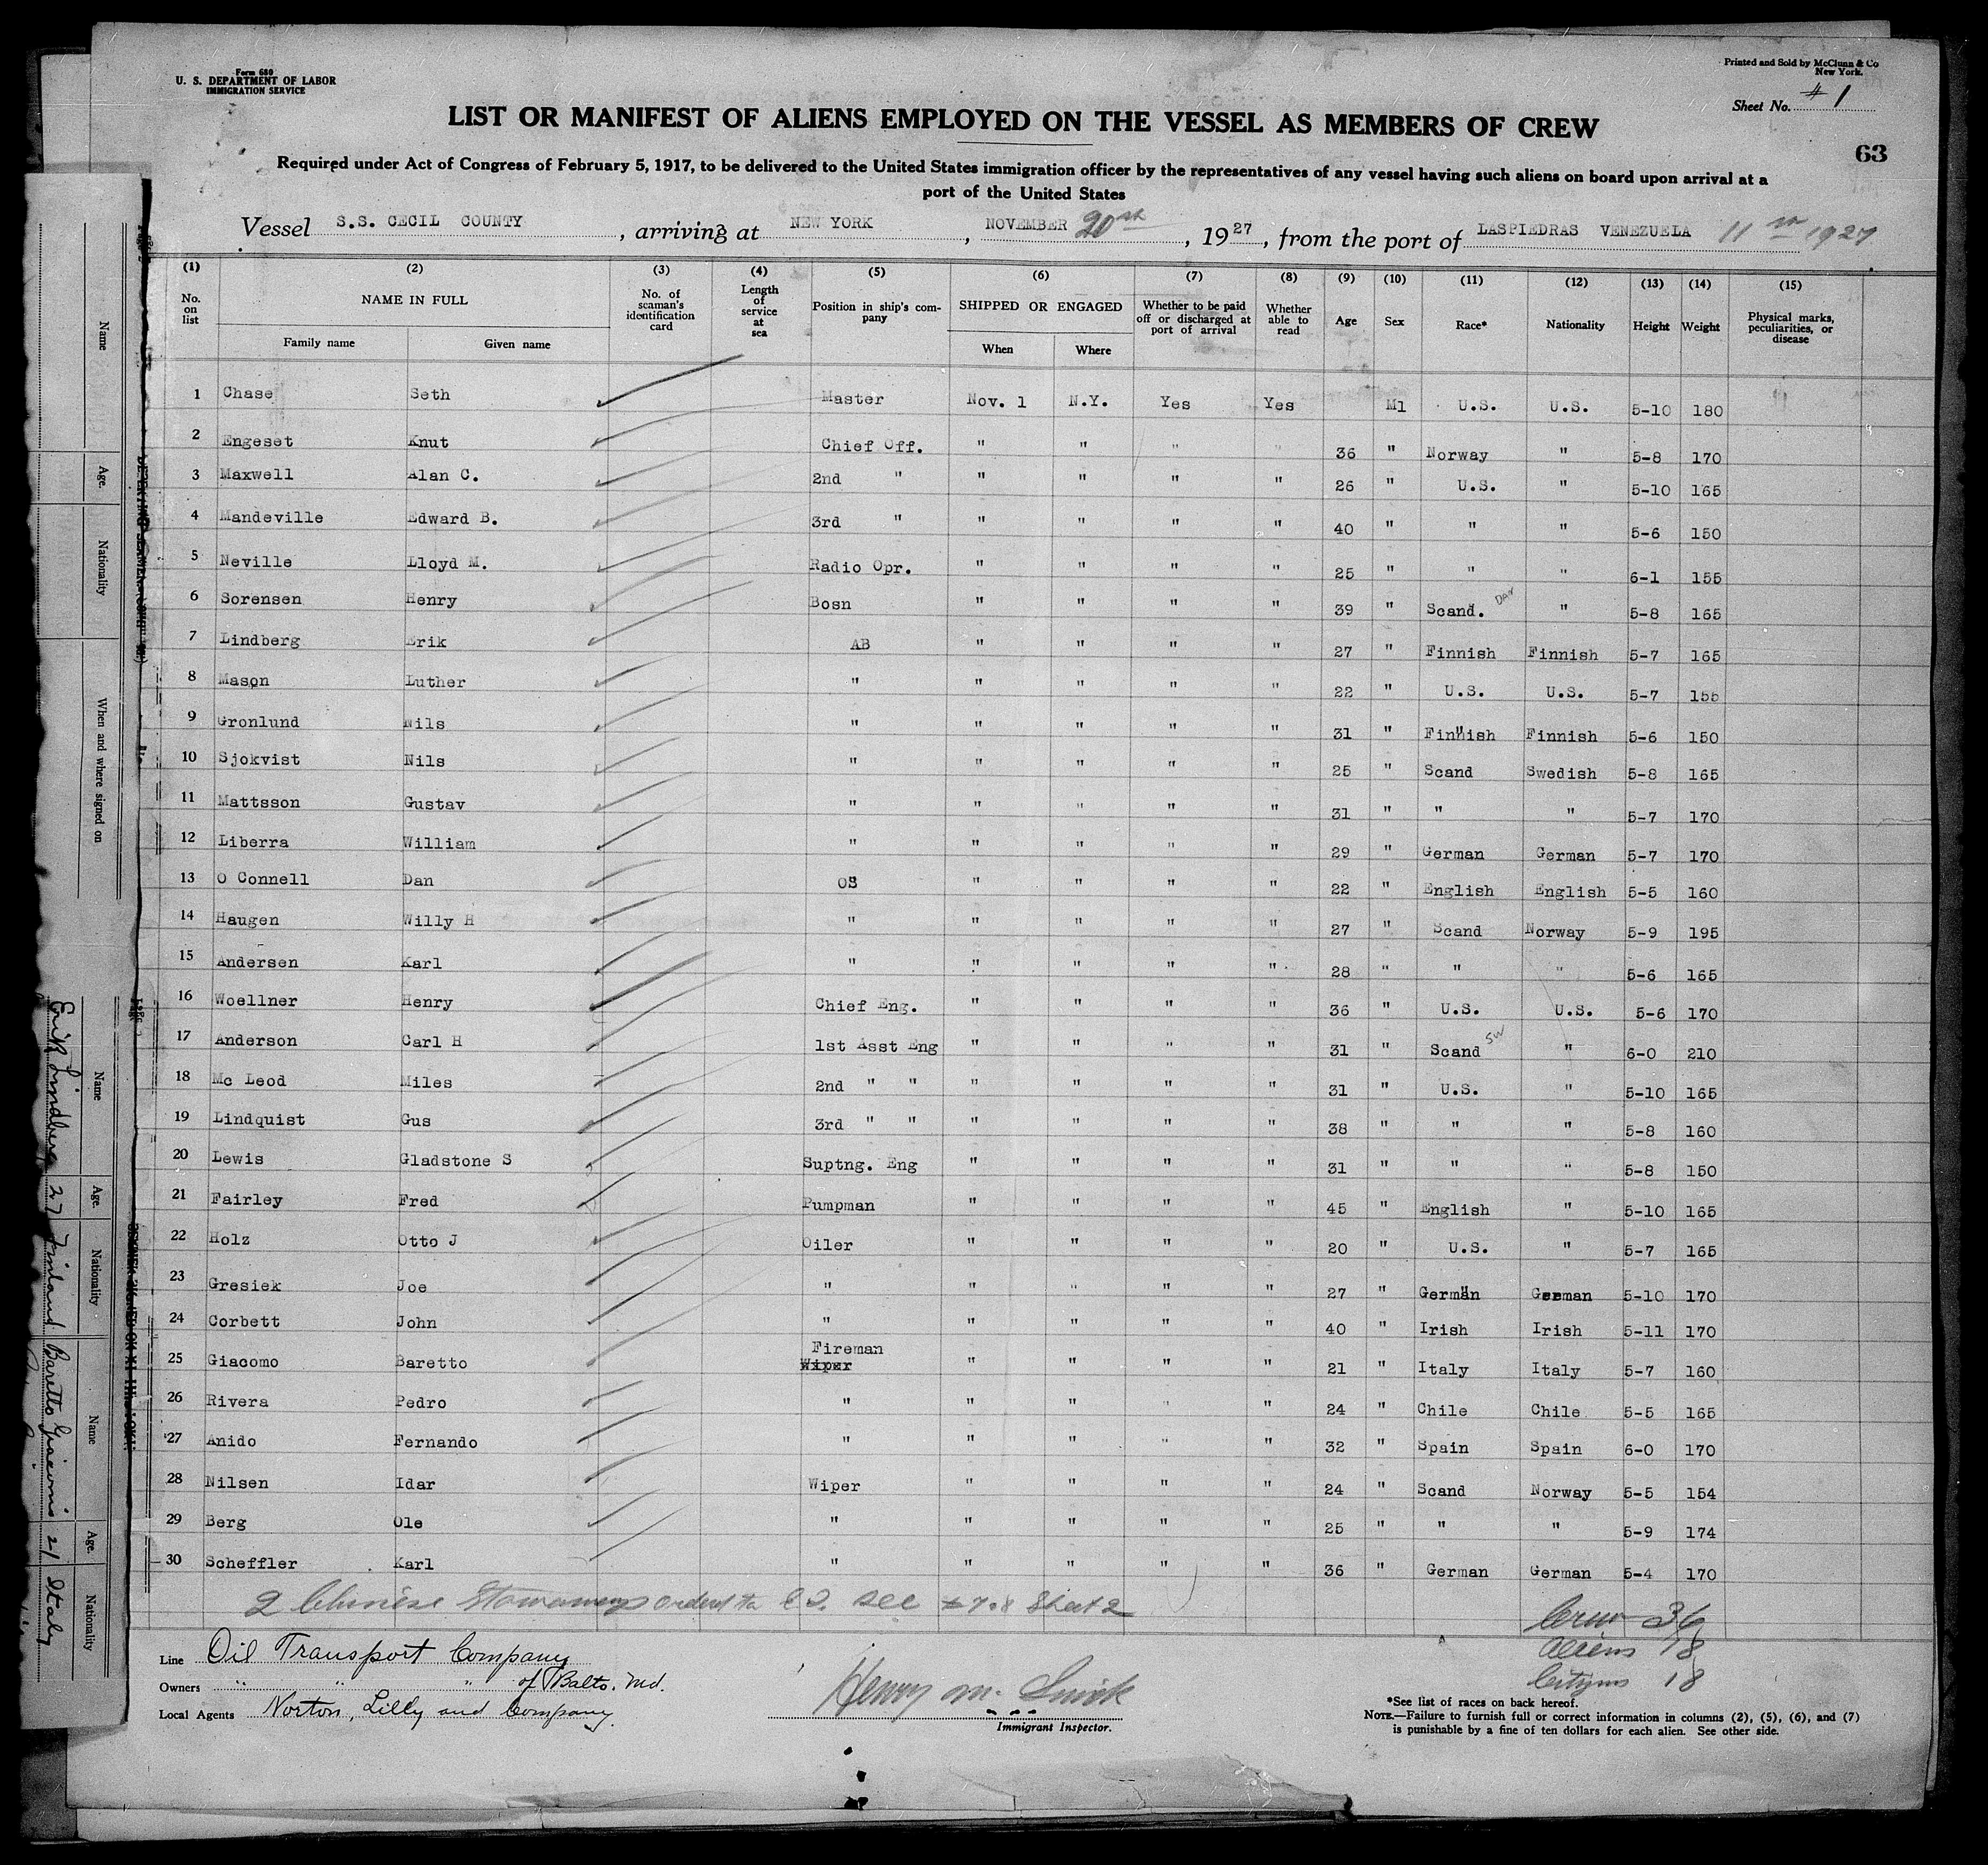 Form 680
U. S. DEPARTMENT OF LABOR
IMMIGRATION SERVICE
Printed and Sold by McClunn & Co
New York.
Sheet No. # 1
LIST OR MANIFEST OF ALIENS EMPLOYED ON THE VESSEL AS MEMBERS OF CREW
63
Required under Act of Congress of February 5, 1917, to be delivered to the United States immigration officer by the representatives of any vessel having such aliens on board upon arrival at a
port of the United States
Vessel S.S. CECIL COUNTY, arriving at NEW YORK, NOVEMBER 20th, 1927, from the port of LASPIEDRAS VENEZUELA 11th 1927
(1) (2) (3) (4) (5) (6) (7) (8) (9) (10) (11) (12) (13) (14) (15)
No. on list NAME IN FULL Family name Given name No. of seaman's identification card Length of service at sea Position in ship's company SHIPPED OR ENGAGED When Where Whether to be paid off or discharged at port of arrival Whether able to read Age Sex Race* Nationality Height Weight Physical marks, peculiarities, or disease
1 Chase Seth Master Nov. 1 N.Y. Yes Yes Ml U.S. U.S. 5-10 180
2 Engeset Knut Chief Off. " " " " 36 " Norway " 5-8 170
3 Maxwell Alan C. 2nd " " " " " 26 " U.S. " 5-10 165
4 Mandeville Edward B. 3rd " " " " " 40 " " " 5-6 150
5 Neville Lloyd M. Radio Opr. " " " " 25 " " " 6-1 155
6 Sorensen Henry Bosn " " " " 39 " Scand. Dan " 5-8 165
7 Lindberg Erik AB " " " " 27 " Finnish Finnish 5-7 165
8 Mason Luther " " " " " 22 " U.S. U.S. 5-7 155
9 Gronlund Nils " " " " " 31 " Finnish Finnish 5-6 150
10 Sjokvist Nils " " " " " 25 " Scand Swedish 5-8 165
11 Mattsson Gustav " " " " " 31 " " " 5-7 170
12 Liberra William " " " " " 29 " German German 5-7 170
13 O Connell Dan OS " " " " 22 " English English 5-5 160
14 Haugen Willy H " " " " " 27 " Scand Norway 5-9 195
15 Andersen Karl " " " " " 28 " " " 5-6 165
16 Woellner Henry Chief Eng. " " " " 36 " U.S. U.S. 5-6 170
17 Anderson Carl H 1st Asst Eng " " " " 31 " Scand Sw " 6-0 210
18 Mc Leod Miles 2nd " " " " " " 31 " U.S. " 5-10 165
19 Lindquist Gus 3rd " " " " " " 38 " " " 5-8 160
20 Lewis Gladstone S Suptng. Eng " " " " 31 " " " 5-8 150
21 Fairley Fred Pumpman " " " " 45 " English " 5-10 165
22 Holz Otto J Oiler " " " " 20 " U.S. " 5-7 165
23 Gresiek Joe " " " " " 27 " German German 5-10 170
24 Corbett John " " " " " 40 " Irish Irish 5-11 170
25 Giacomo Baretto Fireman Wiper " " " " 21 " Italy Italy 5-7 160
26 Rivera Pedro " " " " " 24 " Chile Chile 5-5 165
27 Anido Fernando " " " " " 32 " Spain Spain 6-0 170
28 Nilsen Idar Wiper " " " " 24 " Scand Norway 5-5 154
29 Berg Ole " " " " " 25 " " " 5-9 174
30 Scheffler Karl " " " " " 36 " German German 5-4 170
2 Chinese Stowaways ordered to See # 7 & 8 Sheet 2
Crew 36
Aliens 18
Citizens 18
Line Oil Transport Company
Owners " " " of Balto. Md.
Local Agents Norton, Lilly and Company
Immigrant Inspector.
*See list of races on back hereof.
NOTE.—Failure to furnish full or correct information in columns (2), (5), (6), and (7)
is punishable by a fine of ten dollars for each alien. See other side.
Name
Age.
Nationality
When and where signed on
Name Erik Lindberg
Age. 27
Nationality Finland
Name Baretto Giacomo
Age. 21
Nationality Italy